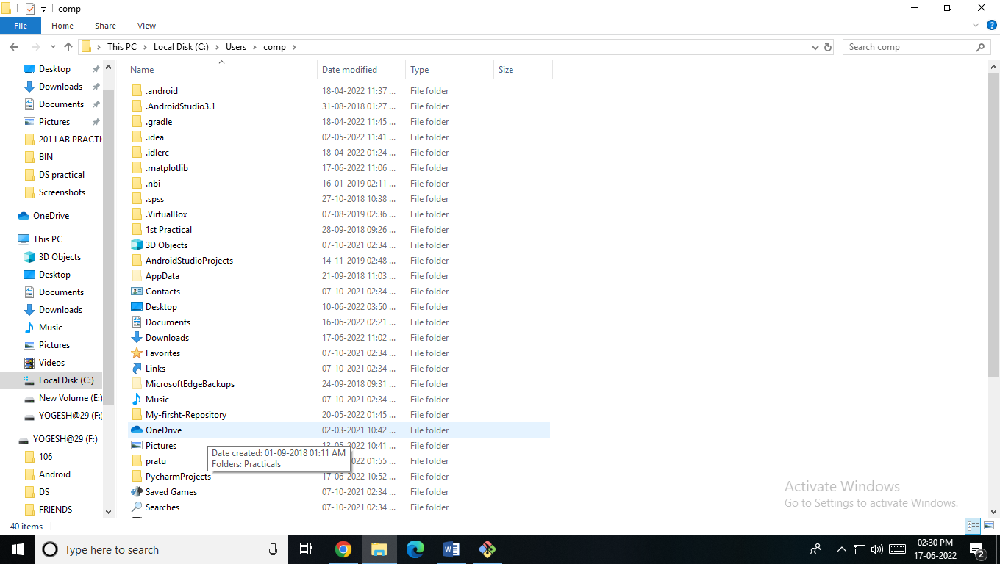 comp
File Home Share View
This PC Local Disk (C:) Users comp
Search comp
Desktop
Downloads
Documents
Pictures
201 LAB PRACTI
BIN
DS practical
Screenshots
OneDrive
This PC
3D Objects
Desktop
Documents
Downloads
Music
Pictures
Videos
Local Disk (C:)
New Volume (E:)
YOGESH@29 (F:)
YOGESH@29 (F:)
106
Android
DS
FRIENDS
Name Date modified Type Size
.android 18-04-2022 11:37 ... File folder
.AndroidStudio3.1 31-08-2018 01:27 ... File folder
.gradle 18-04-2022 11:45 ... File folder
.idea 02-05-2022 11:41 ... File folder
.idlerc 18-04-2022 01:24 ... File folder
.matplotlib 17-06-2022 11:06 ... File folder
.nbi 16-01-2019 02:11 ... File folder
.spss 27-10-2018 10:38 ... File folder
.VirtualBox 07-08-2019 02:36 ... File folder
1st Practical 28-09-2018 09:26 ... File folder
3D Objects 07-10-2021 02:34 ... File folder
AndroidStudioProjects 14-11-2019 02:48 ... File folder
AppData 21-09-2018 11:03 ... File folder
Contacts 07-10-2021 02:34 ... File folder
Desktop 10-06-2022 03:50 ... File folder
Documents 16-06-2022 02:21 ... File folder
Downloads 17-06-2022 11:02 ... File folder
Favorites 07-10-2021 02:34 ... File folder
Links 07-10-2021 02:34 ... File folder
MicrosoftEdgeBackups 24-09-2018 09:31 ... File folder
Music 07-10-2021 02:34 ... File folder
My-firsht-Repository 20-05-2022 01:45 ... File folder
OneDrive 02-03-2021 10:42 ... File folder
Pictures 13-05-2022 10:41 ... File folder
pratu 2022 01:55 ... File folder
PycharmProjects 17-06-2022 10:52 ... File folder
Saved Games 07-10-2021 02:34 ... File folder
Searches 07-10-2021 02:34 ... File folder
Date created: 01-09-2018 01:11 AM
Folders: Practicals
Activate Windows
Go to Settings to activate Windows.
40 items
Type here to search
02:30 PM
17-06-2022
2